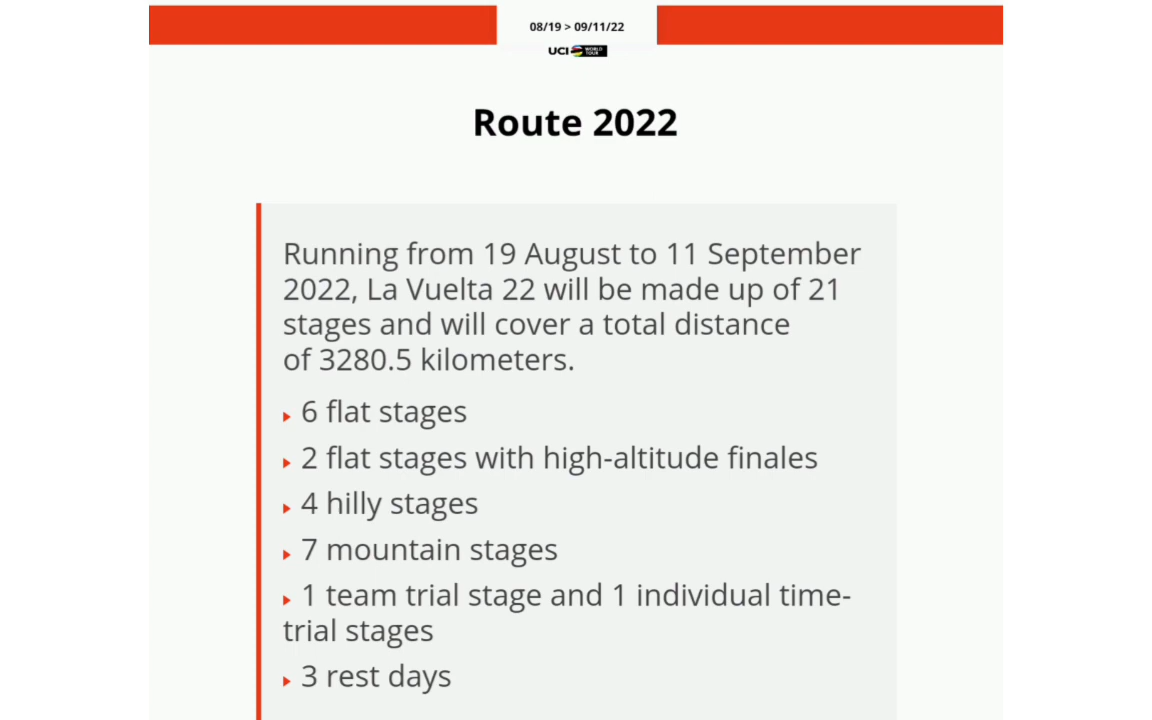 08/19 > 09/11/22
UCI WORLD TOUR
Route 2022
Running from 19 August to 11 September
2022, La Vuelta 22 will be made up of 21
stages and will cover a total distance
of 3280.5 kilometers.
6 flat stages
2 flat stages with high-altitude finales
4 hilly stages
7 mountain stages
1 team trial stage and 1 individual time-
trial stages
3 rest days